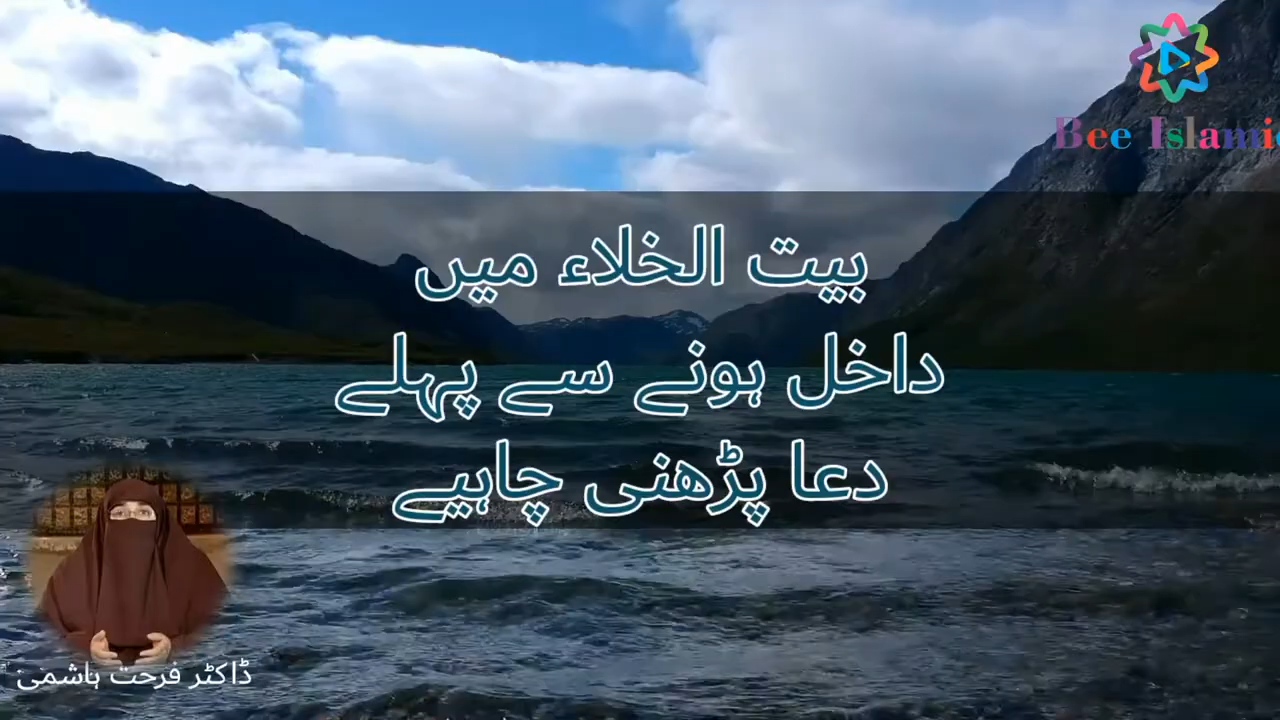 Bee Islamic
بیت الخلاء میں
داخل ہونے سے پہلے
دعا پڑھنی چاہیے
ڈاکٹر فرحت ہاشمی